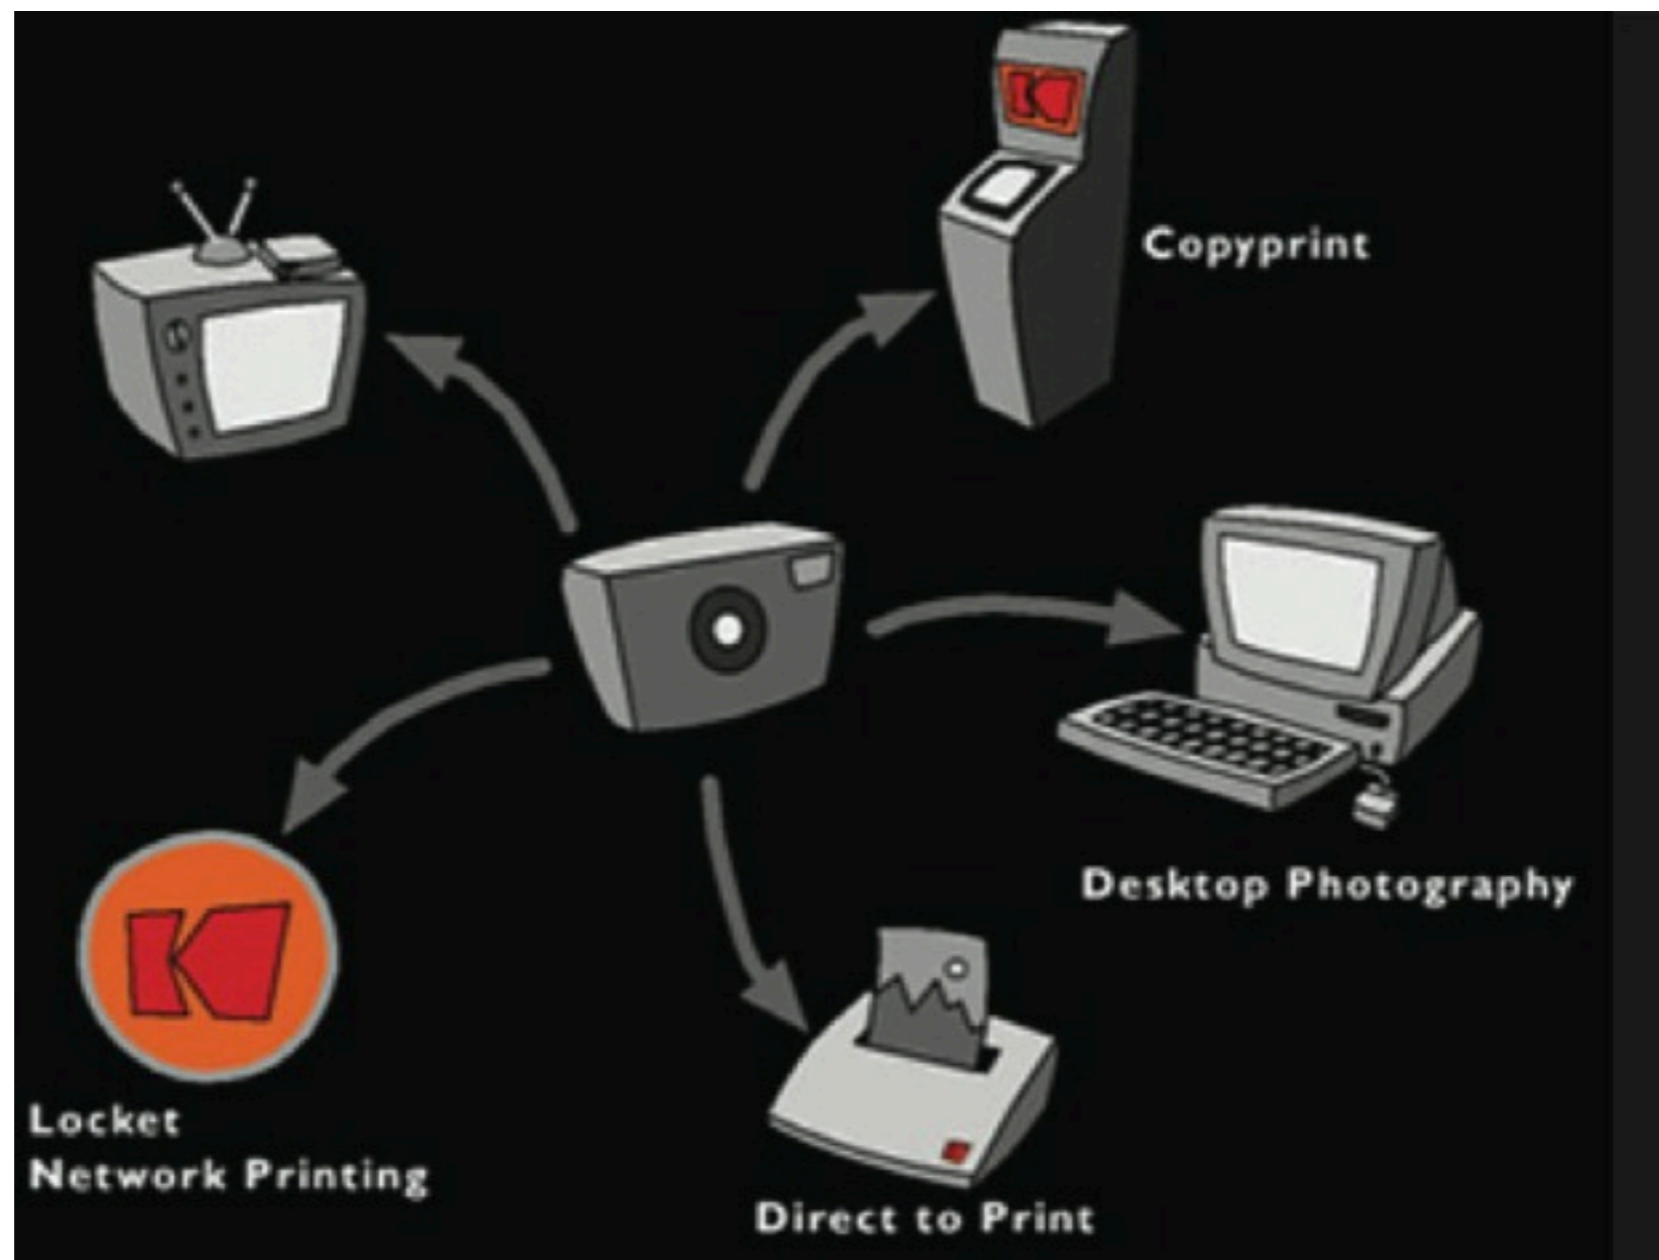 Copyprint
Desktop Photography
Locket
Network Printing
Direct to Print